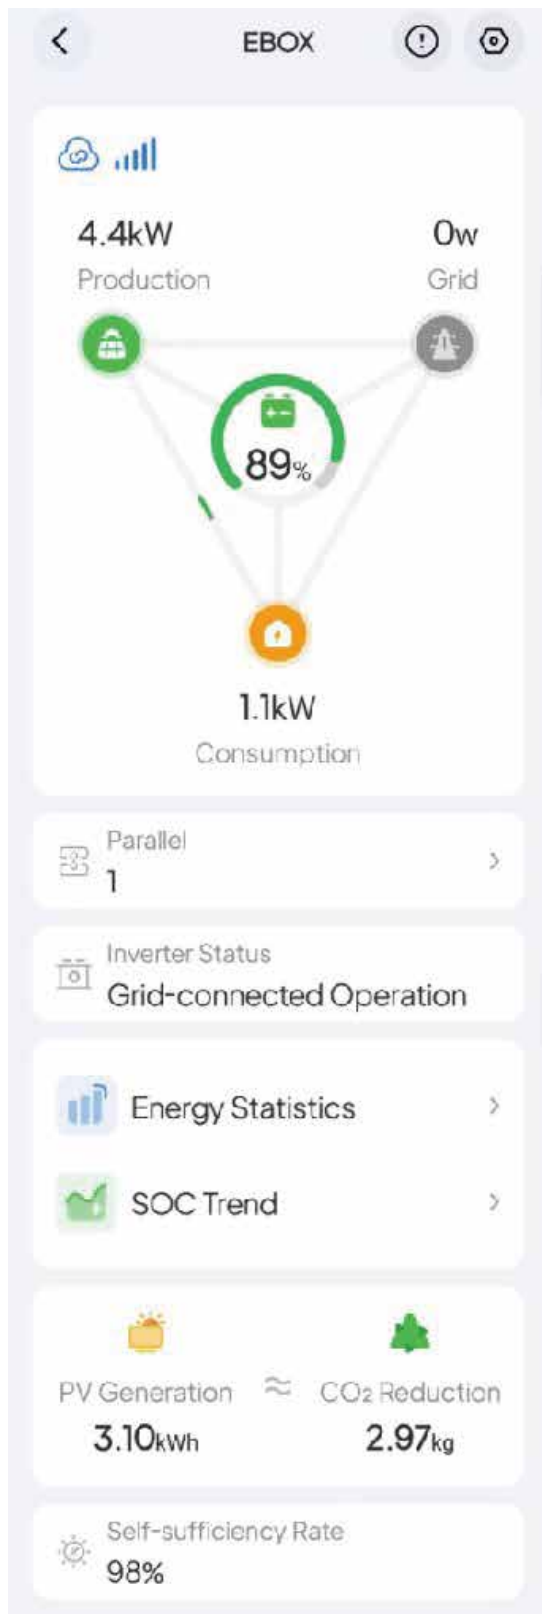 EBOX
4.4kW
0w
Production
Grid
89%
1.1kW
Consumption
Parallel
1
Inverter Status
Grid-connected Operation
Energy Statistics
SOC Trend
PV Generation ≈ CO₂ Reduction
3.10kWh
2.97kg
Self-sufficiency Rate
98%